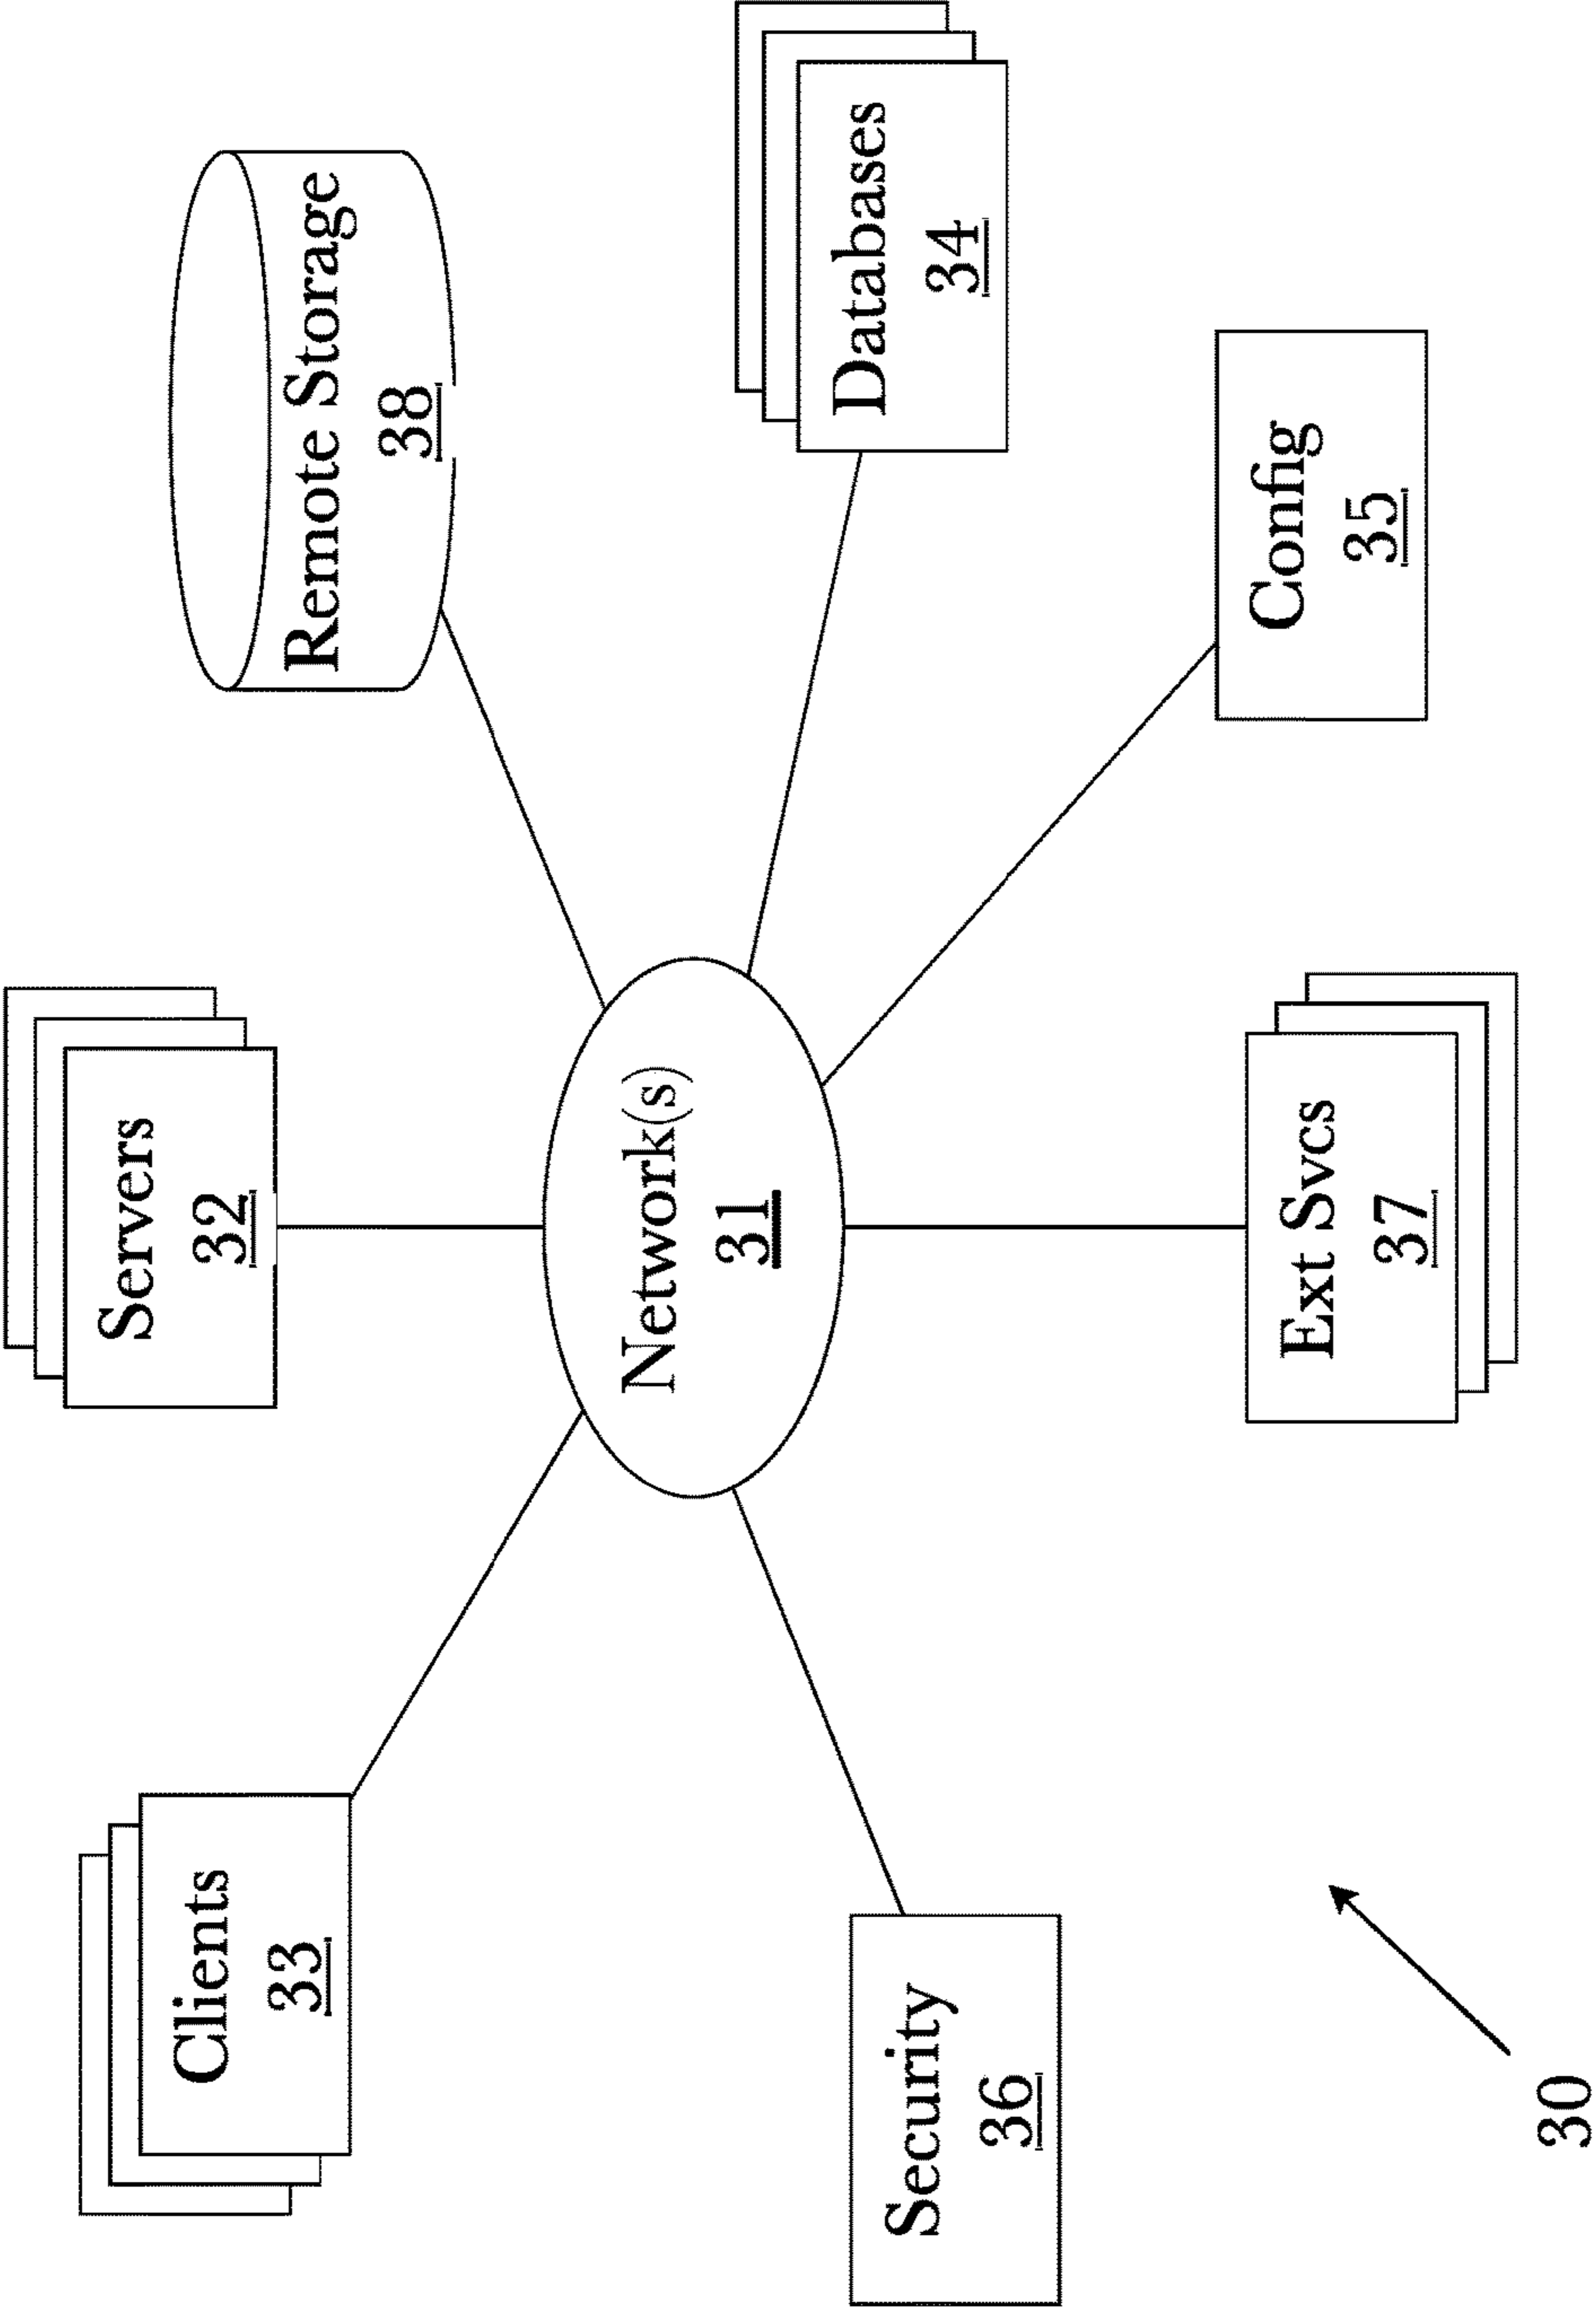 Clients
33
Servers
32
Remote Storage
38
Network(s)
31
Databases
34
Security
36
Ext Svcs
37
Config
35
30